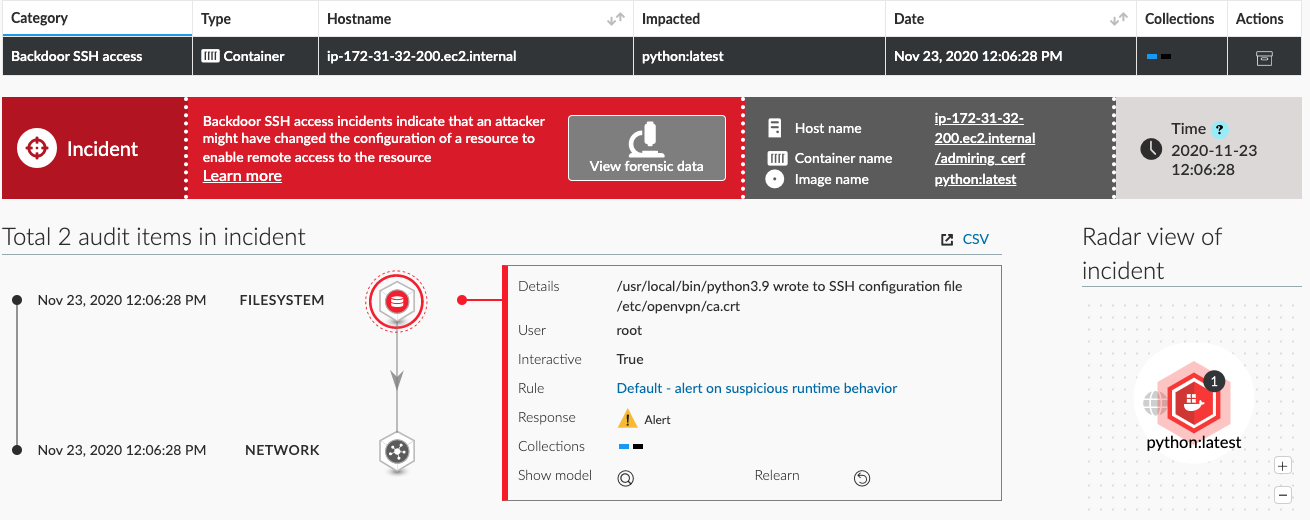 Category Type Hostname Impacted Date Collections Actions
Backdoor SSH access Container ip-172-31-32-200.ec2.internal python:latest Nov 23, 2020 12:06:28 PM
Incident
Backdoor SSH access incidents indicate that an attacker
might have changed the configuration of a resource to
enable remote access to the resource
Learn more
View forensic data
Host name ip-172-31-32-
200.ec2.internal
Container name /admiring_cerf
Image name python:latest
Time ?
2020-11-23
12:06:28
Total 2 audit items in incident
CSV
Radar view of
incident
Nov 23, 2020 12:06:28 PM FILESYSTEM
Nov 23, 2020 12:06:28 PM NETWORK
Details /usr/local/bin/python3.9 wrote to SSH configuration file
/etc/openvpn/ca.crt
User root
Interactive True
Rule Default - alert on suspicious runtime behavior
Response Alert
Collections
Show model Relearn
1
python:latest
+
−